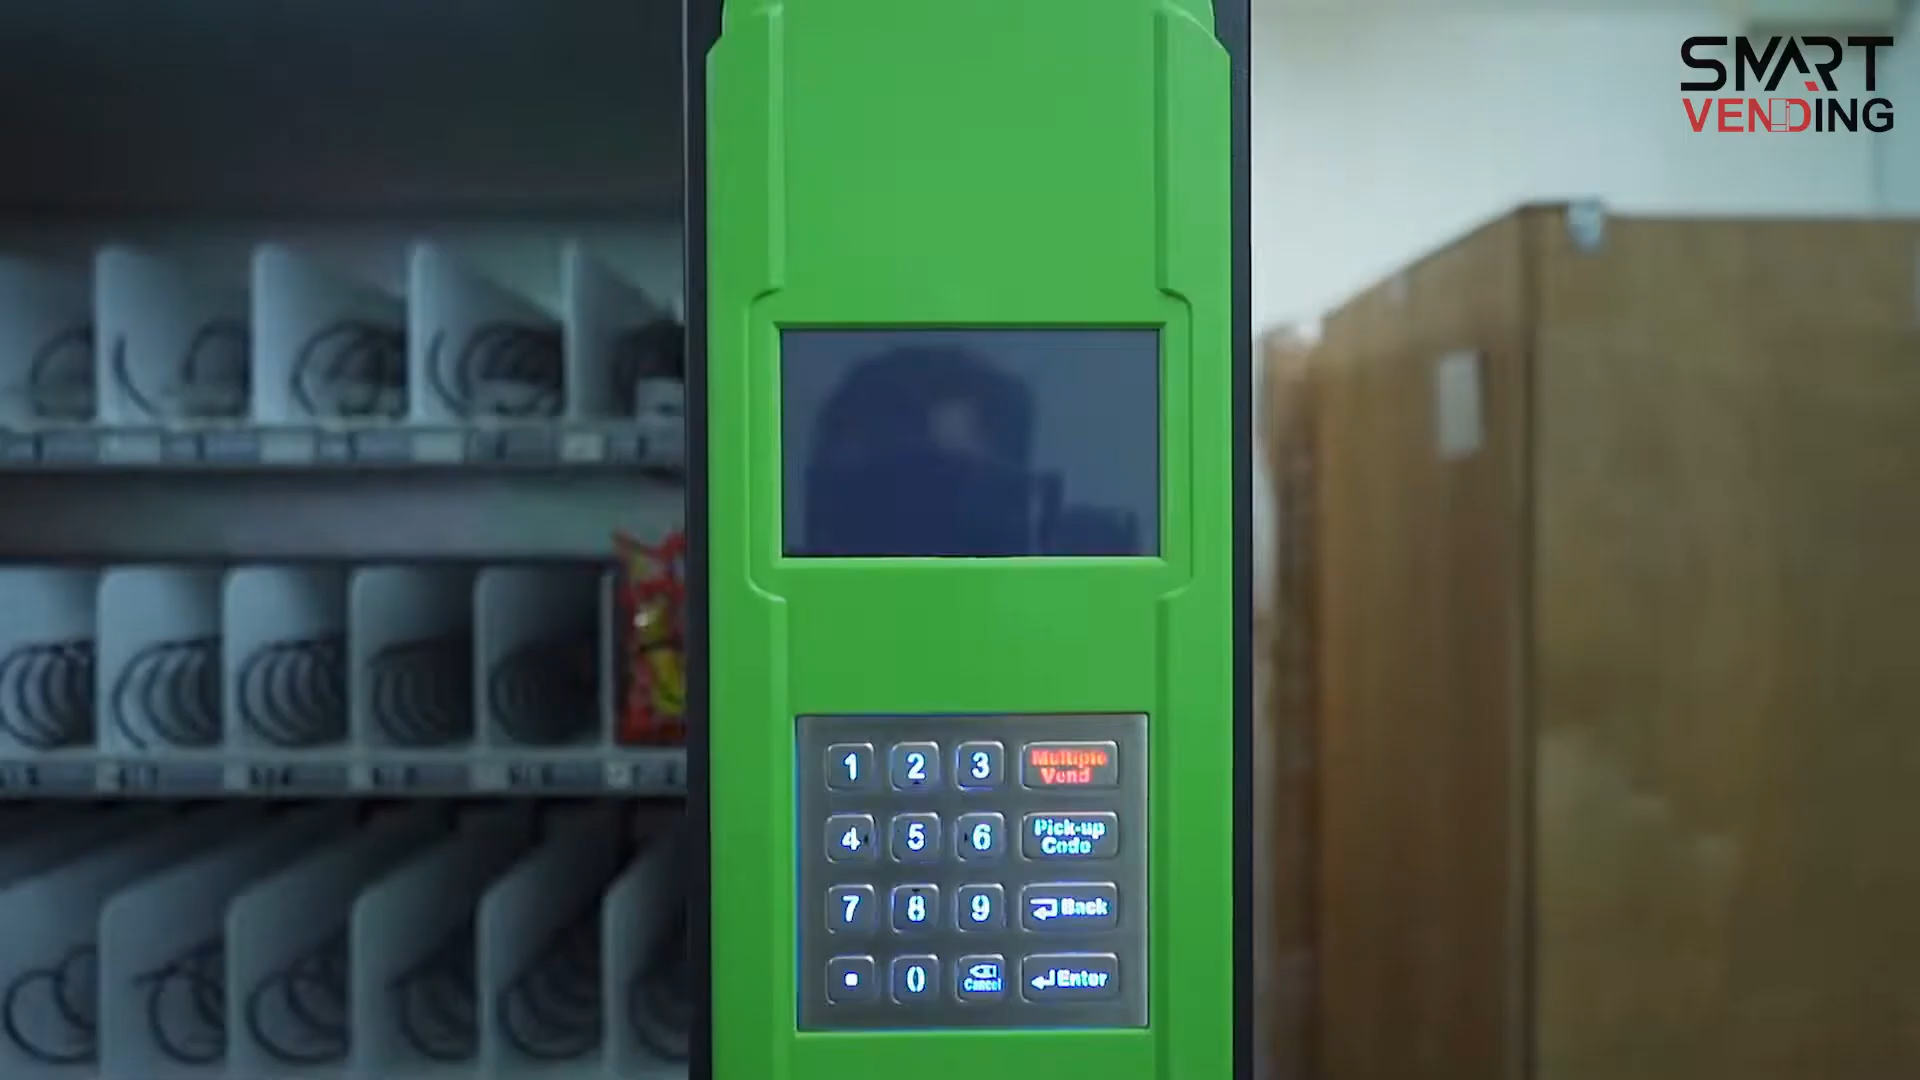 SMART
VENDING
1 2 3 Multiple Vend
4 5 6 Pick-up Code
7 8 9 Back
. 0 Cancel Enter